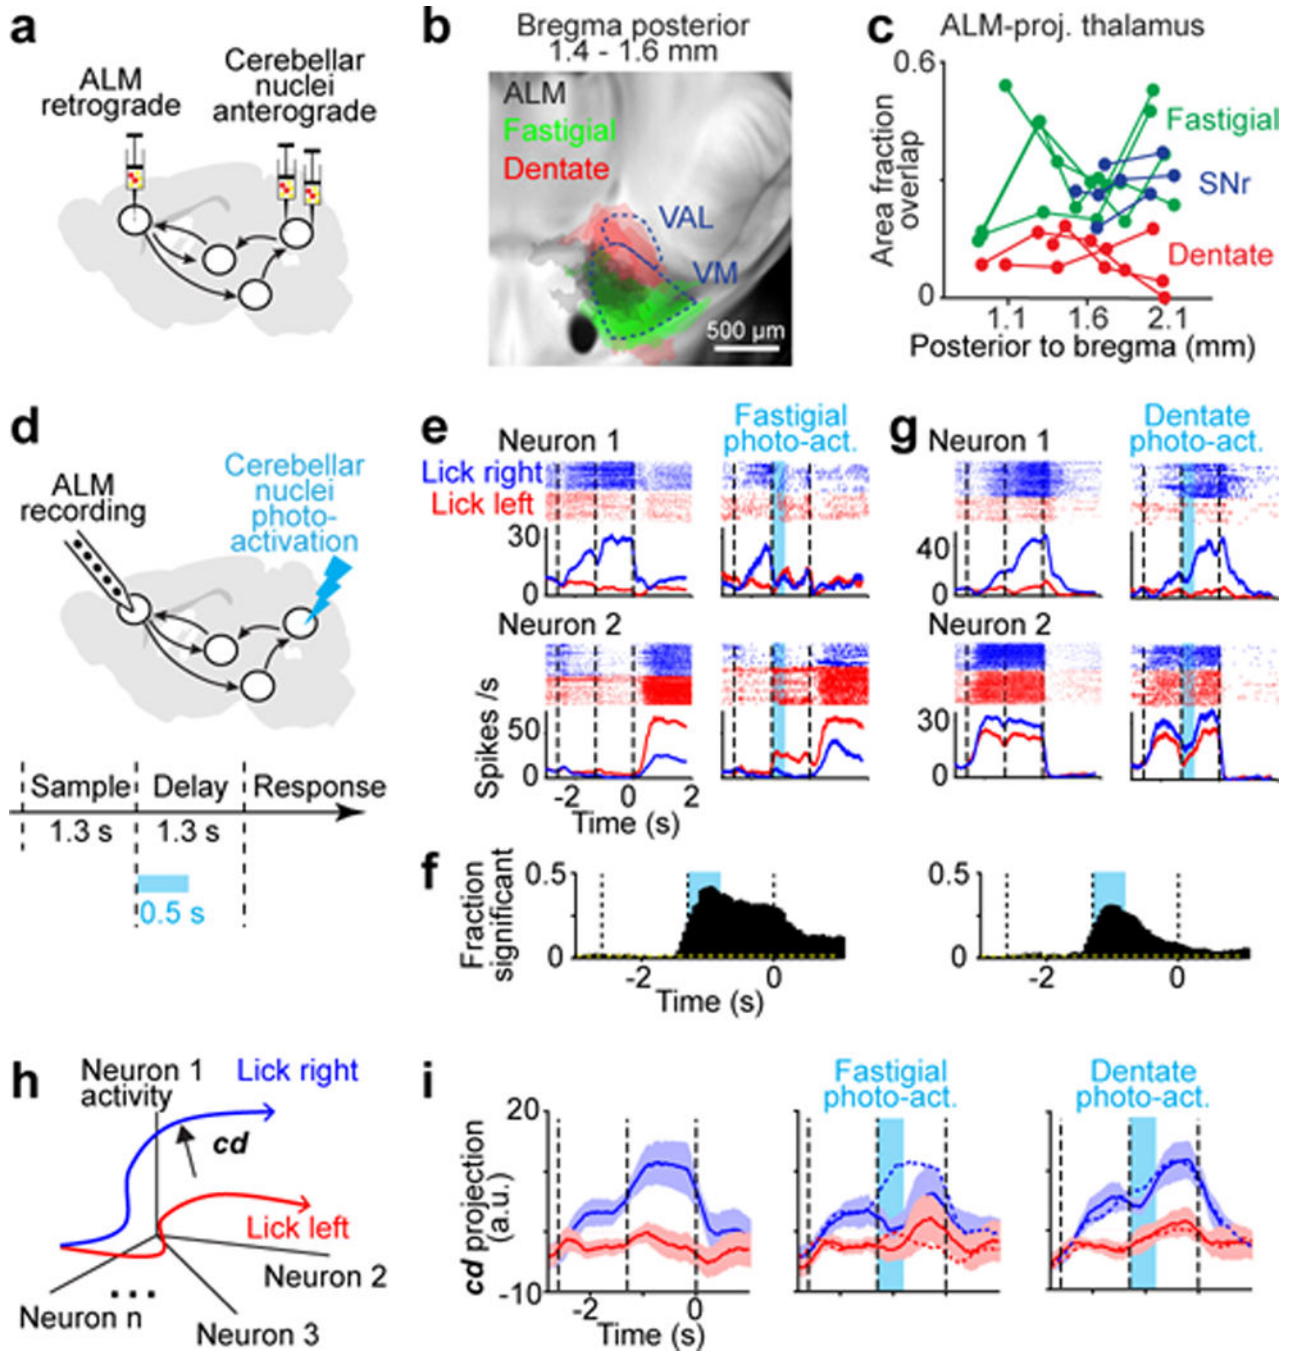 a
ALM
retrograde
Cerebellar
nuclei
anterograde
b
Bregma posterior
1.4 - 1.6 mm
ALM
Fastigial
Dentate
VAL
VM
500 µm
c
ALM-proj. thalamus
0.6
0
Area fraction
overlap
Fastigial
SNr
Dentate
1.1 1.6 2.1
Posterior to bregma (mm)
d
ALM
recording
Cerebellar
nuclei
photo-
activation
Sample Delay Response
1.3 s 1.3 s
0.5 s
e
Neuron 1
Fastigial
photo-act.
Lick right
Lick left
30
0
Neuron 2
Spikes /s
50
0
-2 0 2
Time (s)
g
Neuron 1
Dentate
photo-act.
40
0
Neuron 2
30
0
f
Fraction
significant
0.5
0
-2 0
Time (s)
0.5
0
-2 0
h
Neuron 1
activity
Lick right
cd
Lick left
Neuron 2
Neuron n
...
Neuron 3
i
Fastigial
photo-act.
Dentate
photo-act.
20
-10
cd projection
(a.u.)
-2 0
Time (s)